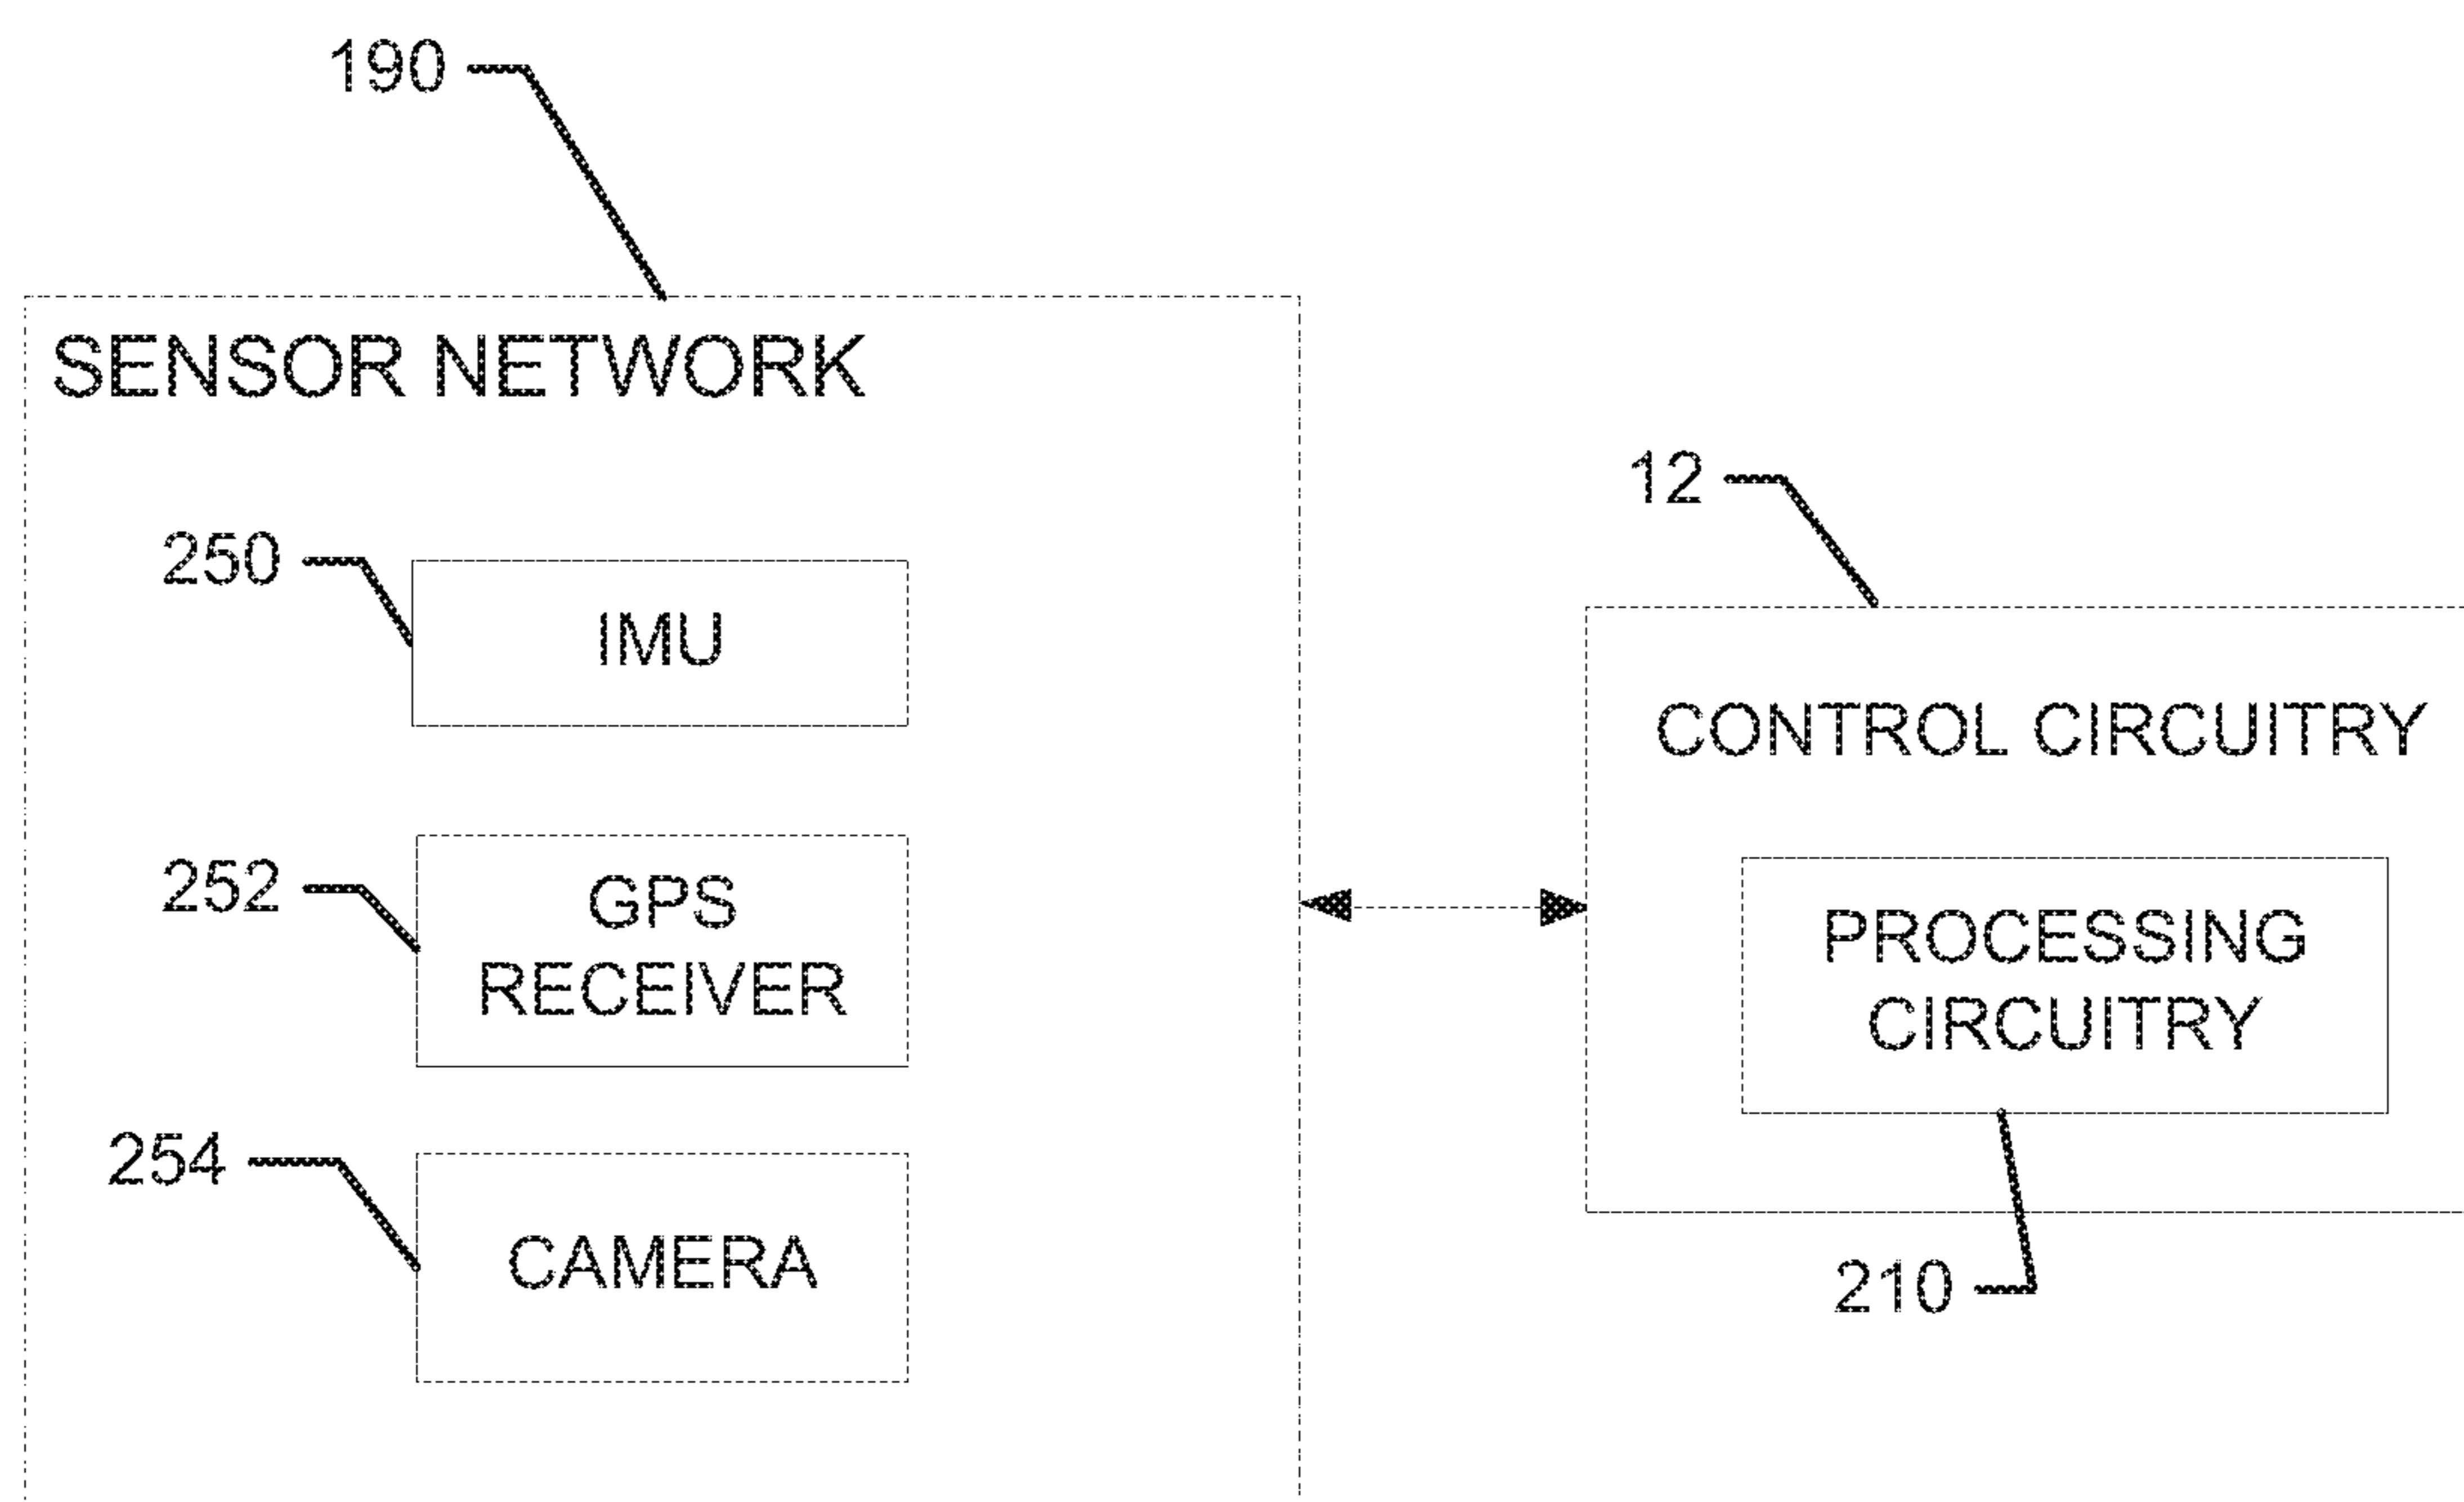 190
SENSOR NETWORK
12
250
IMU
CONTROL CIRCUITRY
252
GPS
RECEIVER
PROCESSING
CIRCUITRY
254
CAMERA
210